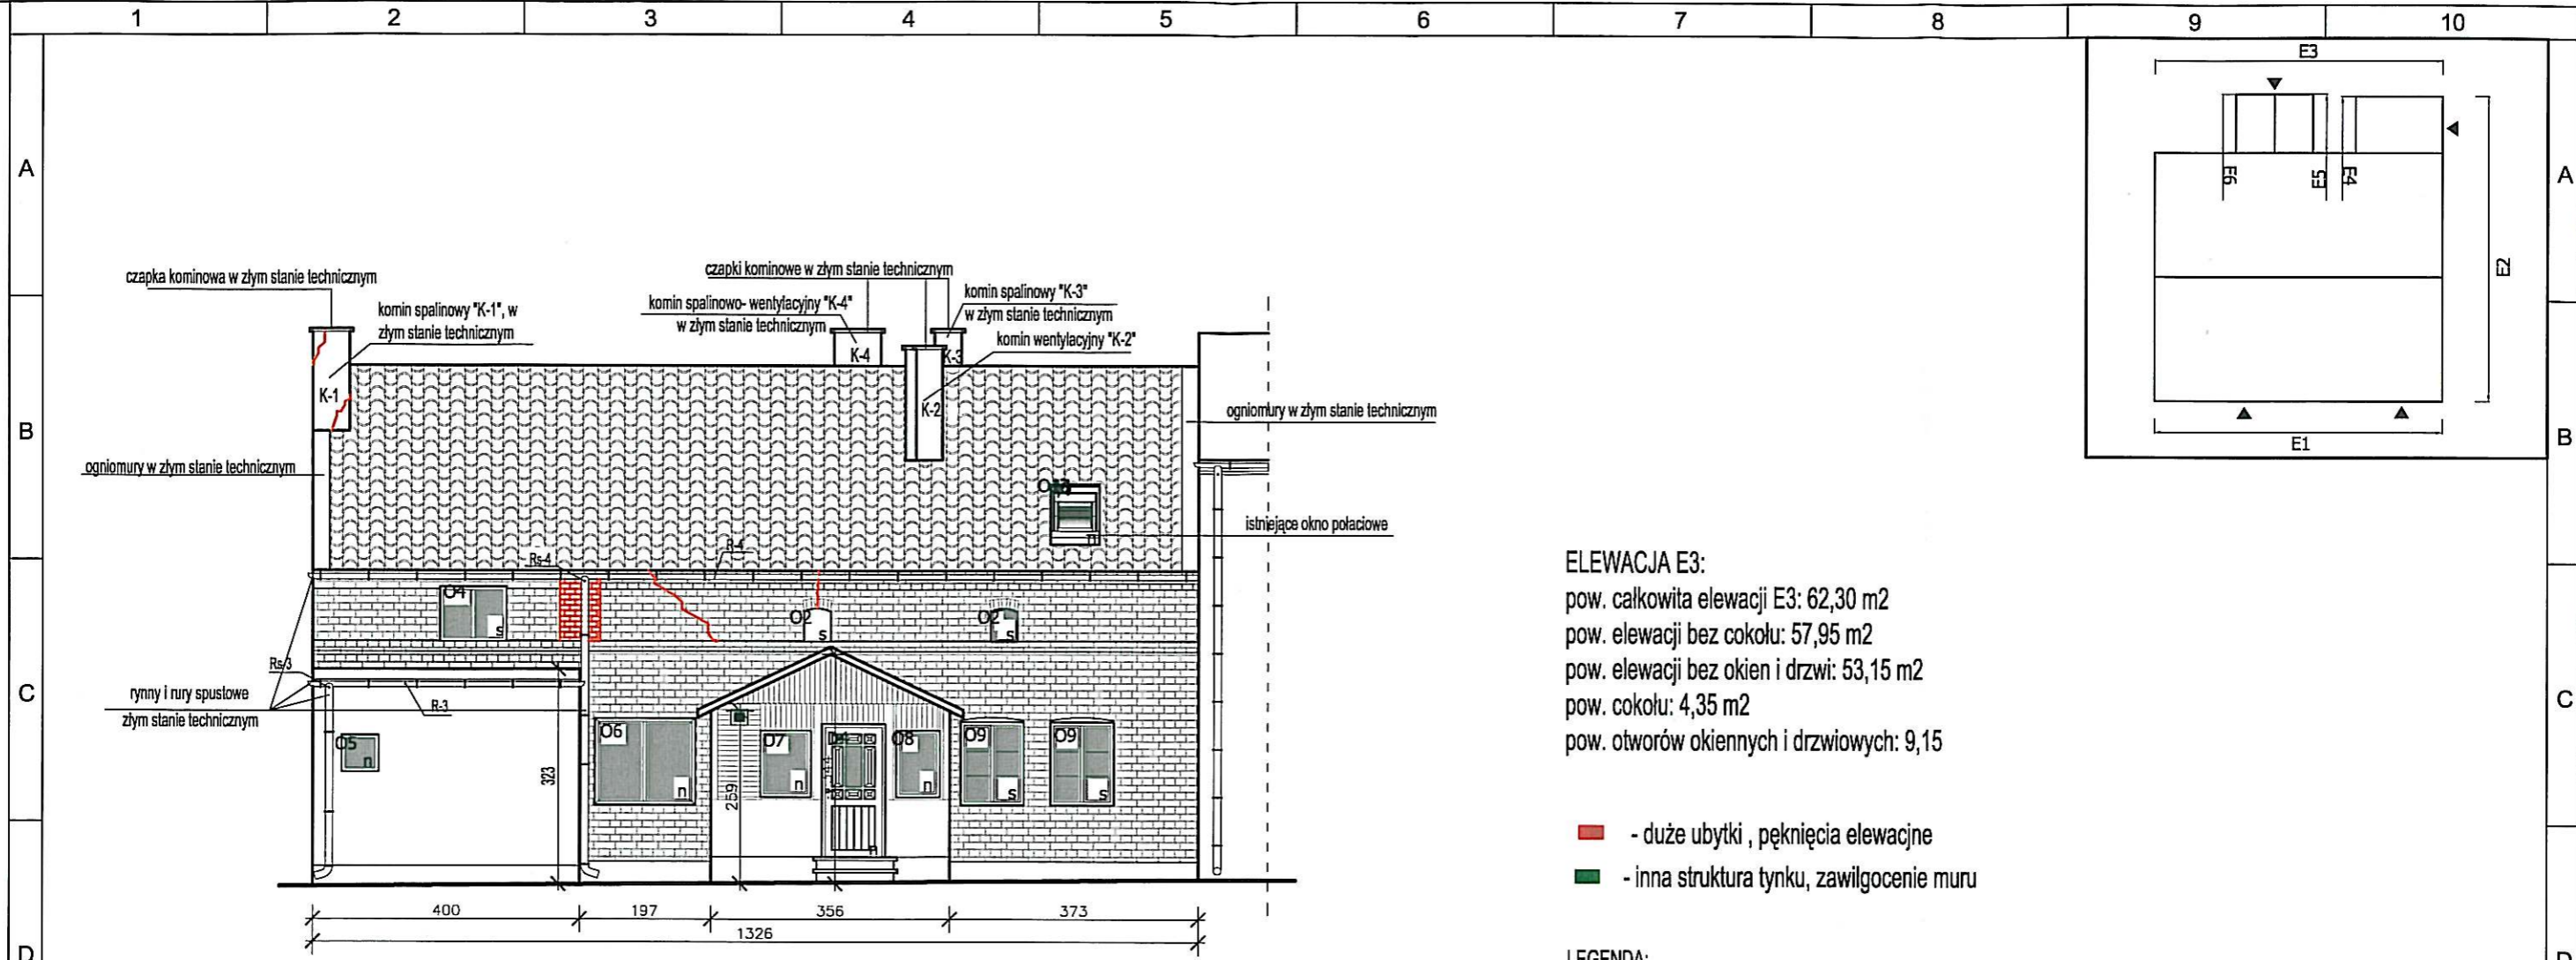 1 2 3 4 5 6 7 8 9 10
A
A
B
B
C
C
D
D
E3
E6
E5
E4
E2
E1
czapka kominowa w złym stanie technicznym
komin spalinowy "K-1", w
złym stanie technicznym
czapki kominowe w złym stanie technicznym
komin spalinowo- wentylacyjny "K-4"
w złym stanie technicznym
komin spalinowy "K-3"
w złym stanie technicznym
komin wentylacyjny "K-2"
K-4
K-3
K-1
K-2
ogniomury w złym stanie technicznym
ogniomury w złym stanie technicznym
istniejące okno połaciowe
n
Rs-4
R-4
O4
s
O2
s
O2
s
Rs-3
R-3
rynny i rury spustowe
złym stanie technicznym
O5
n
O6
n
O7
n
O8
n
O9
s
O9
s
n
323
259
400
197
356
373
1326
ELEWACJA E3:
pow. całkowita elewacji E3: 62,30 m2
pow. elewacji bez cokołu: 57,95 m2
pow. elewacji bez okien i drzwi: 53,15 m2
pow. cokołu: 4,35 m2
pow. otworów okiennych i drzwiowych: 9,15
- duże ubytki , pęknięcia elewacjne
- inna struktura tynku, zawilgocenie muru
LEGENDA: